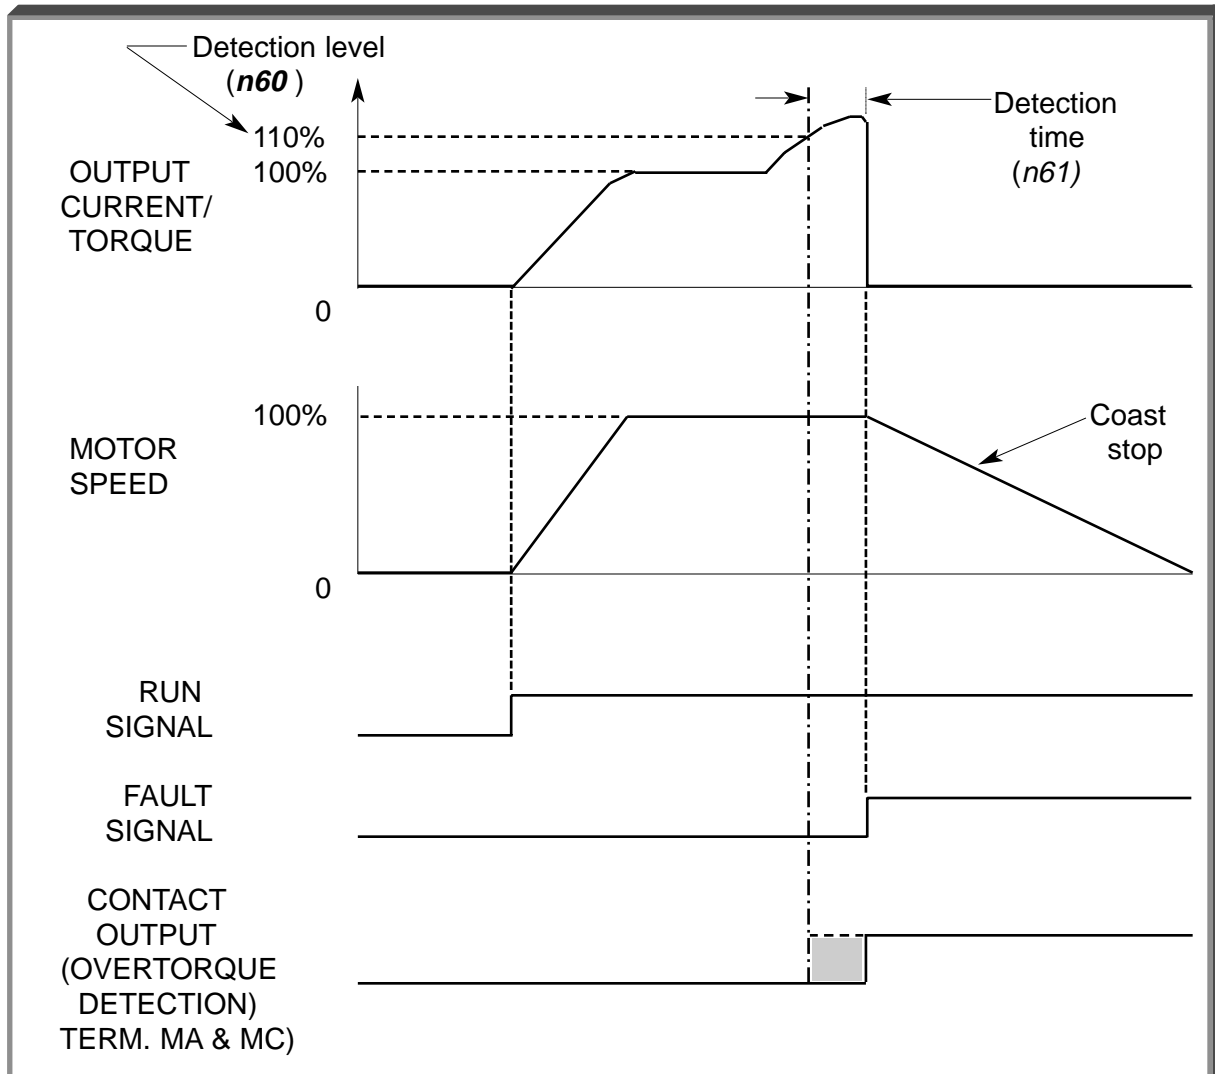 Detection level
(n60 )
110%
100%
OUTPUT
CURRENT/
TORQUE
0
Detection
time
(n61)
100%
MOTOR
SPEED
0
Coast
stop
RUN
SIGNAL
FAULT
SIGNAL
CONTACT
OUTPUT
(OVERTORQUE
DETECTION)
TERM. MA & MC)